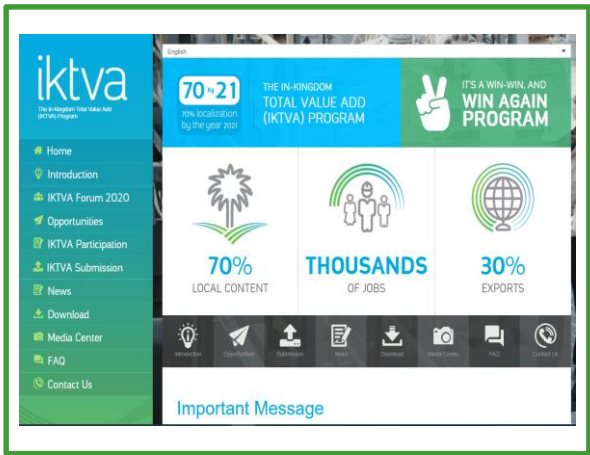 iktva
The In-Kingdom Total Value Add
(IKTVA) Program
Home
Introduction
IKTVA Forum 2020
Opportunities
IKTVA Participation
IKTVA Submission
News
Download
Media Center
FAQ
Contact Us
English
70 by 21
70% localization
by the year 2021
THE IN-KINGDOM
TOTAL VALUE ADD
(IKTVA) PROGRAM
IT'S A WIN-WIN, AND
WIN AGAIN
PROGRAM
70%
LOCAL CONTENT
THOUSANDS
OF JOBS
30%
EXPORTS
Introduction
Opportunities
Submission
News
Download
Media Center
FAQ
Contact Us
Important Message